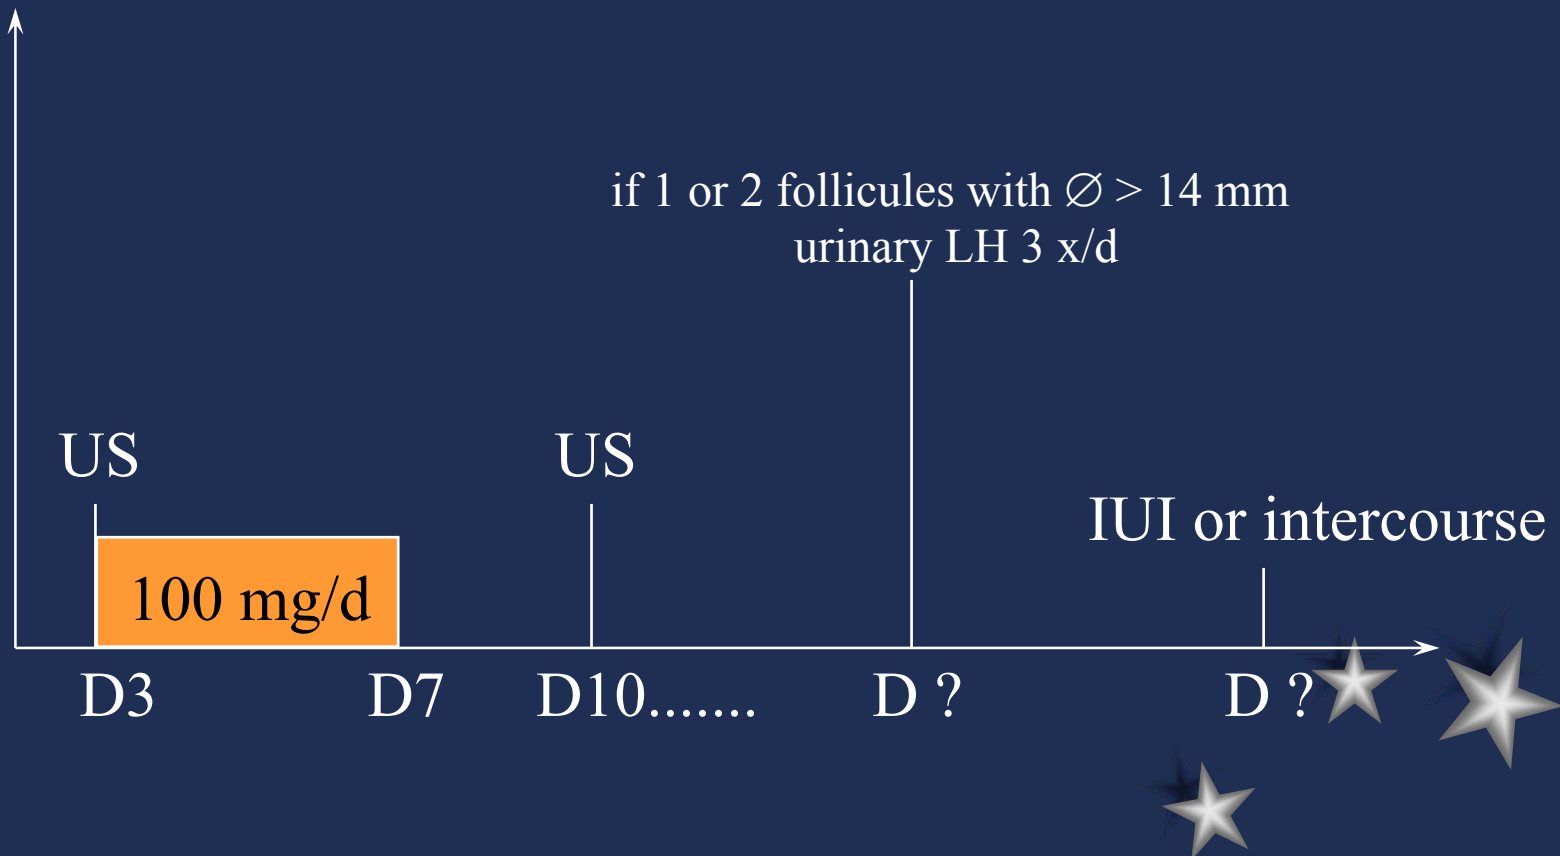 if 1 or 2 follicules with ∅ > 14 mm
urinary LH 3 x/d
US
US
IUI or intercourse
100 mg/d
D3
D7
D10.......
D ?
D ?